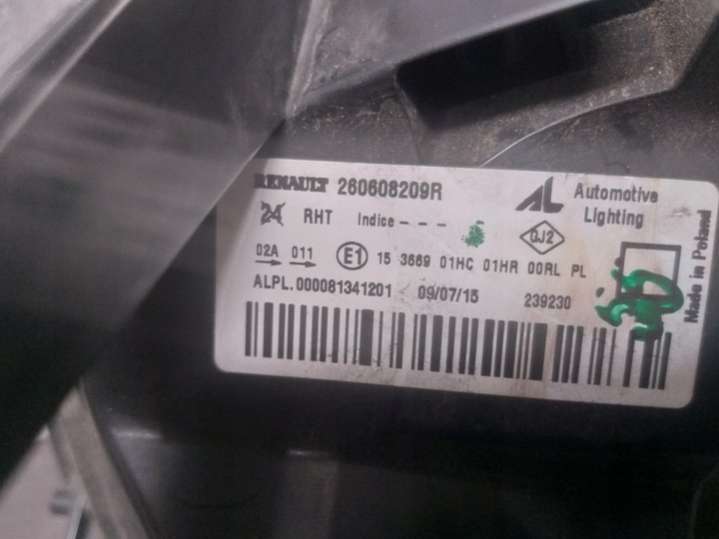 RENAULT 260608209R
AL Automotive Lighting
24 RHT Indice - - -
DJ2
02A 011 E1 15 3669 01HC 01HR 00RL PL
ALPL.000081341201 09/07/15 239230
Made in Poland